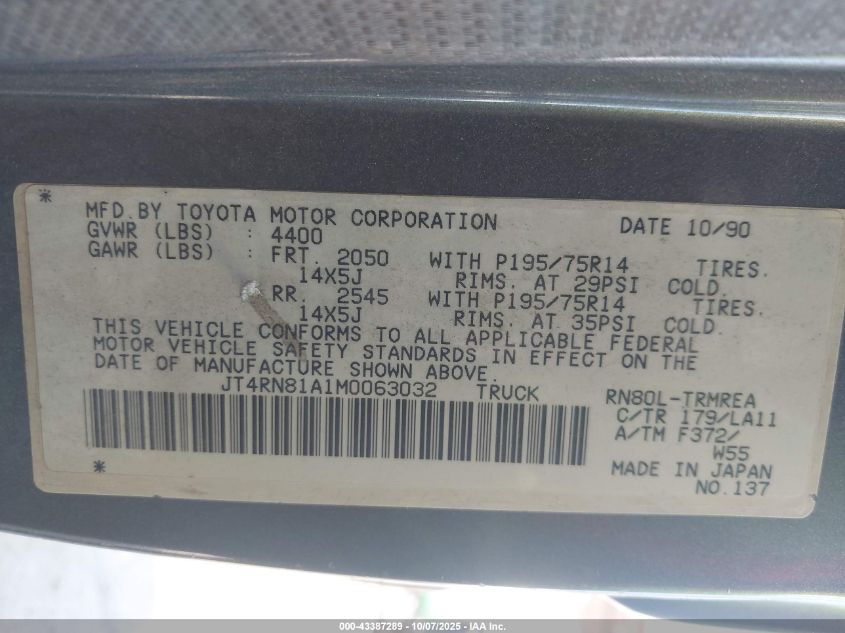 MFD.BY TOYOTA MOTOR CORPORATION DATE 10/90
GVWR (LBS) : 4400
GAWR (LBS) : FRT. 2050 WITH P195/75R14 TIRES.
14X5J RIMS. AT 29PSI COLD.
RR. 2545 WITH P195/75R14 TIRES.
14X5J RIMS. AT 35PSI COLD.
THIS VEHICLE CONFORMS TO ALL APPLICABLE FEDERAL
MOTOR VEHICLE SAFETY STANDARDS IN EFFECT ON THE
DATE OF MANUFACTURE SHOWN ABOVE.
JT4RN81A1M0063032 TRUCK RN80L-TRMREA
C/TR 179/LA11
A/TM F372/
W55
MADE IN JAPAN
NO.137
000-43387289 - 10/07/2025 - IAA Inc.